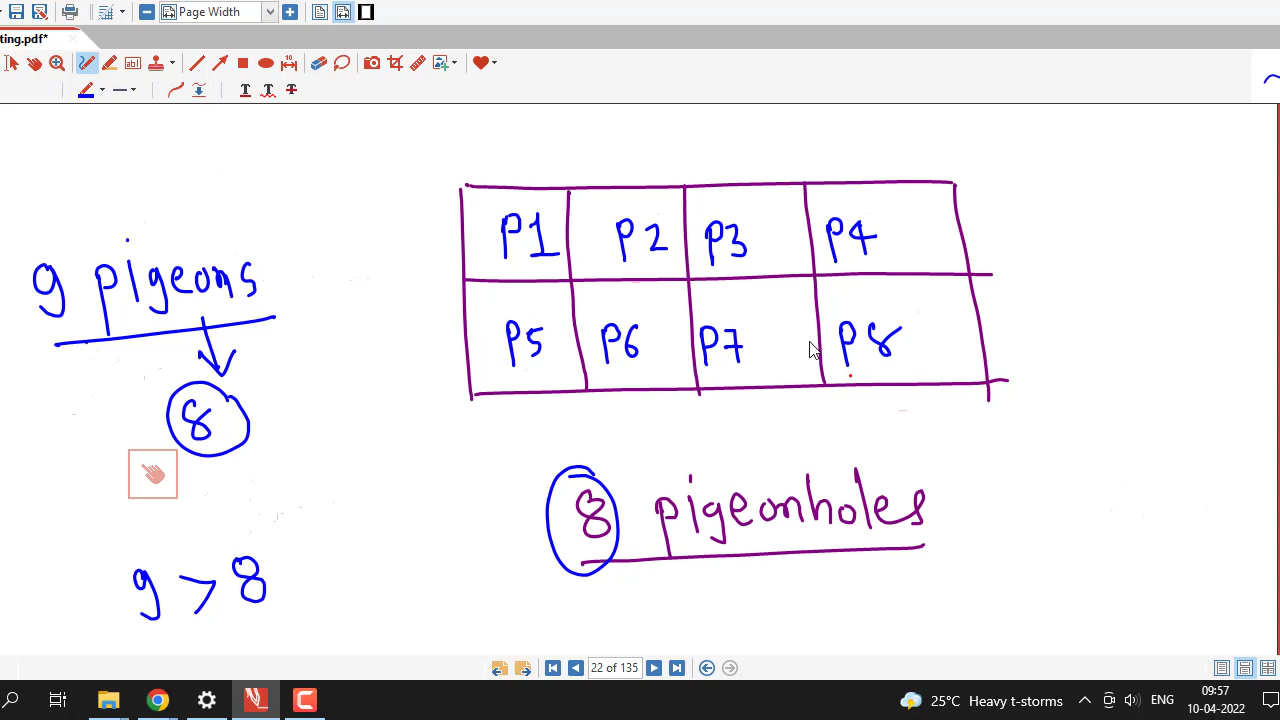 Page Width
ting.pdf*
10
T T T
9 pigeons
8
9 > 8
P1 P2 P3 P4
P5 P6 P7 P8
8 pigeonholes
22 of 135
25°C Heavy t-storms
ENG
09:57
10-04-2022